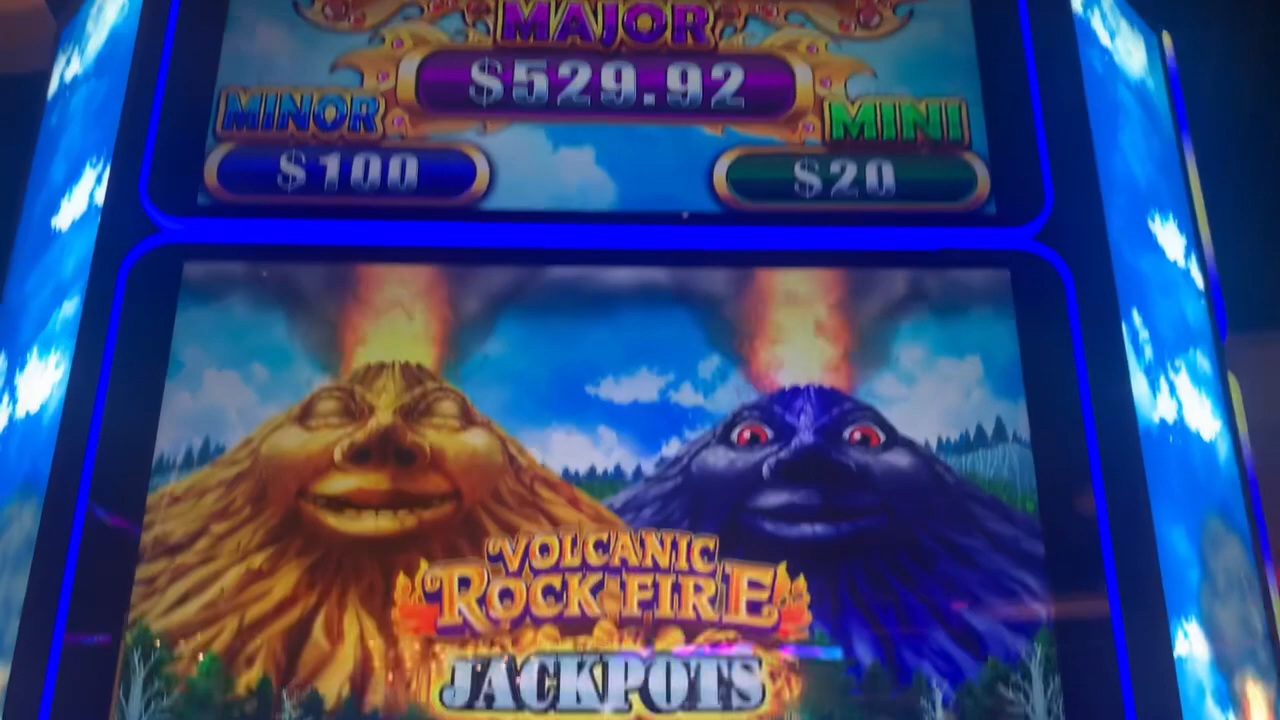 MAJOR
$529.92
MINOR
MINI
$100
$20
VOLCANIC
ROCK FIRE
JACKPOTS